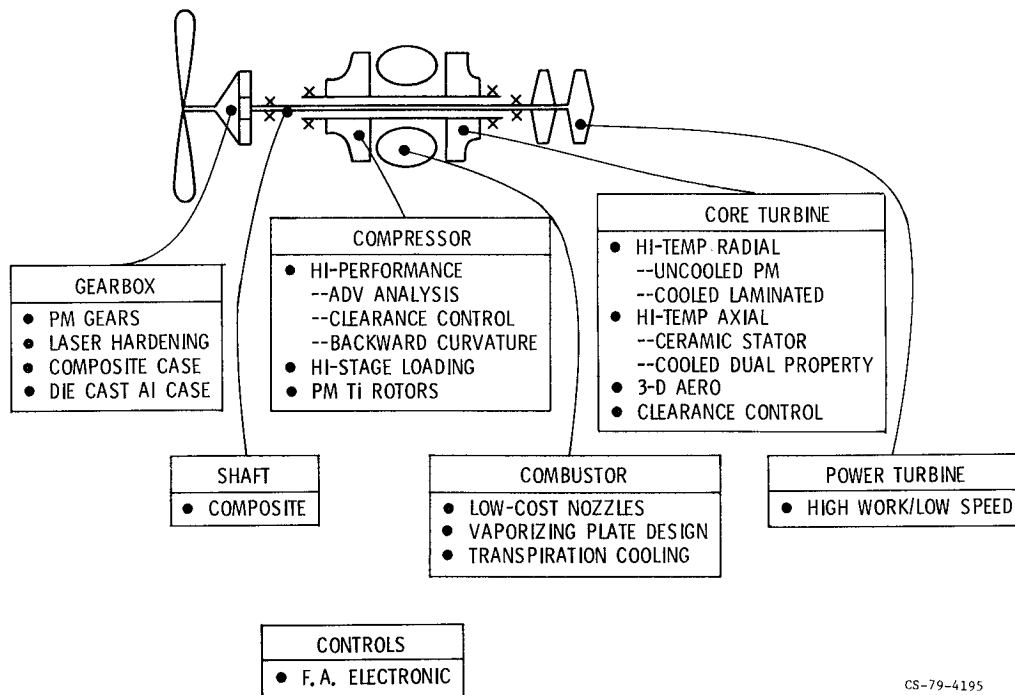 GEARBOX
● PM GEARS
● LASER HARDENING
● COMPOSITE CASE
● DIE CAST Al CASE
COMPRESSOR
● HI-PERFORMANCE
--ADV ANALYSIS
--CLEARANCE CONTROL
--BACKWARD CURVATURE
● HI-STAGE LOADING
● PM Ti ROTORS
CORE TURBINE
● HI-TEMP RADIAL
--UNCOOLED PM
--COOLED LAMINATED
● HI-TEMP AXIAL
--CERAMIC STATOR
--COOLED DUAL PROPERTY
● 3-D AERO
● CLEARANCE CONTROL
SHAFT
● COMPOSITE
COMBUSTOR
● LOW-COST NOZZLES
● VAPORIZING PLATE DESIGN
● TRANSPIRATION COOLING
POWER TURBINE
● HIGH WORK/LOW SPEED
CONTROLS
● F. A. ELECTRONIC
CS-79-4195